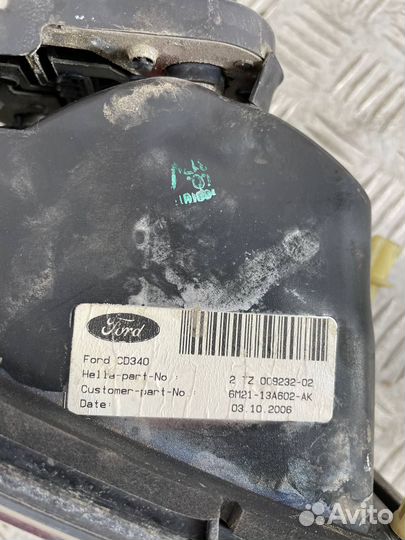 Ford
Ford CD340
Hella-part-No.: 2 TZ 009232-02
Customer-part-No.: 6M21-13A602-AK
Date: 03.10.2006
Avito